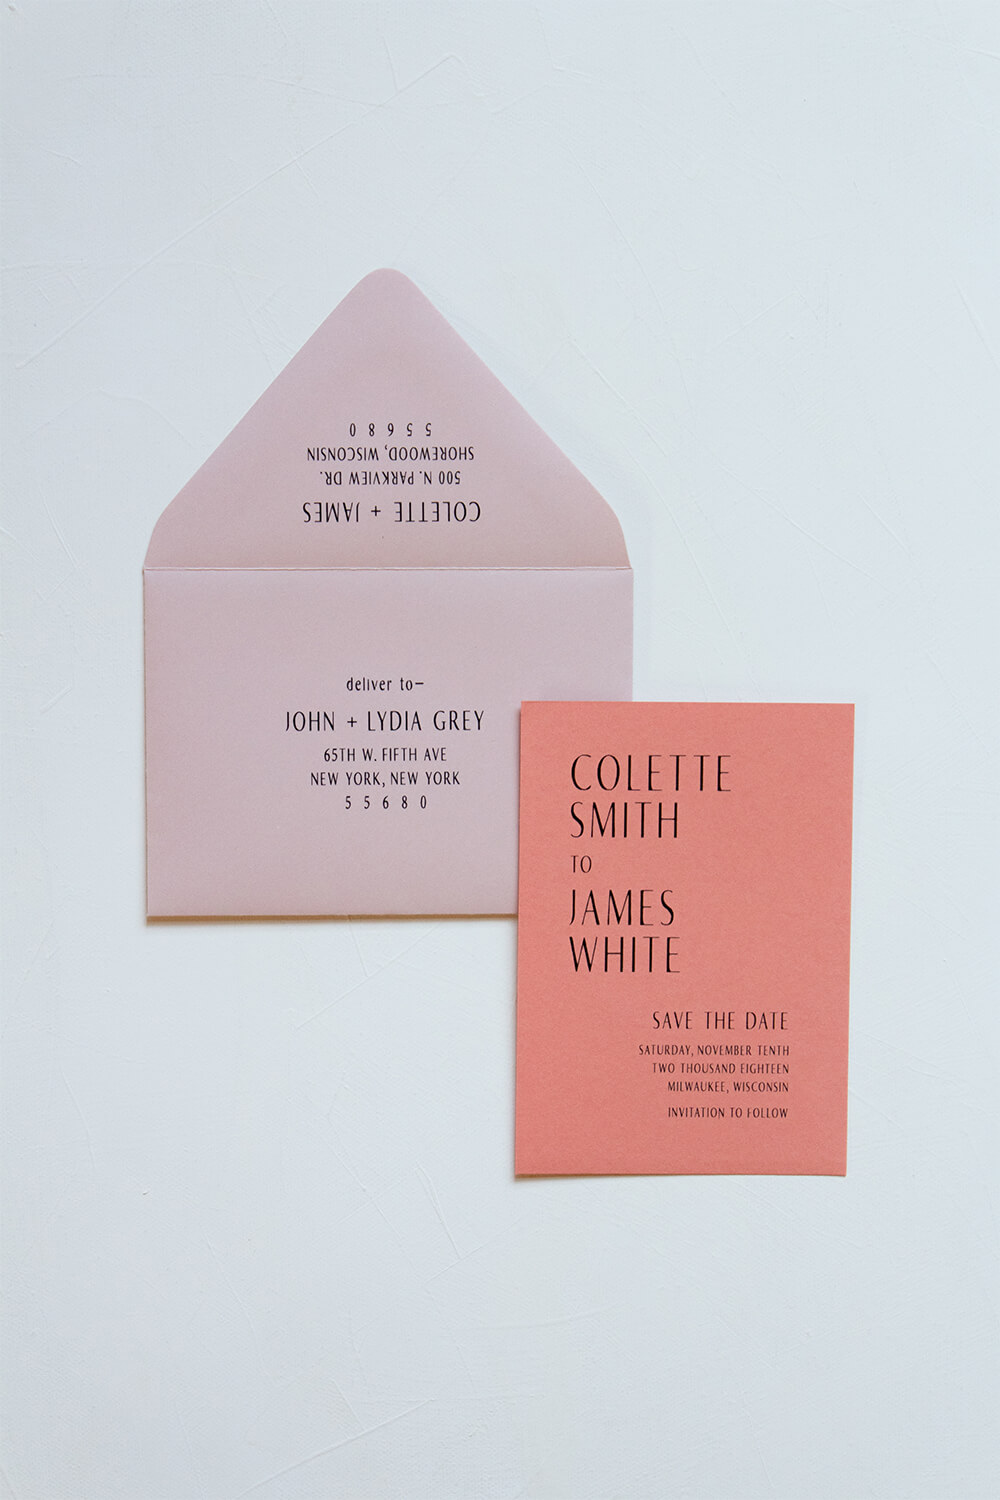 COLETTE + JAMES
500 N. PARKVIEW DR.
SHOREWOOD, WISCONSIN
5 5 6 8 0
deliver to—
JOHN + LYDIA GREY
65TH W. FIFTH AVE
NEW YORK, NEW YORK
5 5 6 8 0
COLETTE
SMITH
TO
JAMES
WHITE
SAVE THE DATE
SATURDAY, NOVEMBER TENTH
TWO THOUSAND EIGHTEEN
MILWAUKEE, WISCONSIN
INVITATION TO FOLLOW